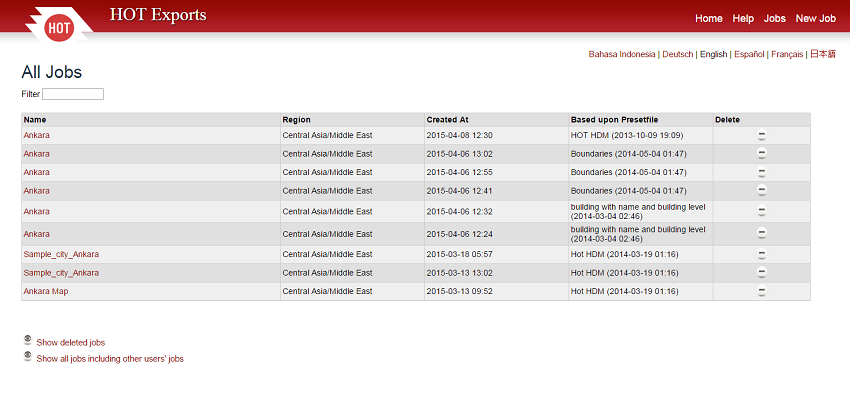 HOT
HOT Exports
Home Help Jobs New Job
Bahasa Indonesia | Deutsch | English | Español | Français | 日本語
All Jobs
Filter
Name Region Created At Based upon Presetfile Delete
Ankara Central Asia/Middle East 2015-04-08 12:30 HOT HDM (2013-10-09 19:09)
Ankara Central Asia/Middle East 2015-04-06 13:02 Boundaries (2014-05-04 01:47)
Ankara Central Asia/Middle East 2015-04-06 12:55 Boundaries (2014-05-04 01:47)
Ankara Central Asia/Middle East 2015-04-06 12:41 Boundaries (2014-05-04 01:47)
Ankara Central Asia/Middle East 2015-04-06 12:32 building with name and building level
(2014-03-04 02:46)
Ankara Central Asia/Middle East 2015-04-06 12:24 building with name and building level
(2014-03-04 02:46)
Sample_city_Ankara Central Asia/Middle East 2015-03-18 05:57 Hot HDM (2014-03-19 01:16)
Sample_city_Ankara Central Asia/Middle East 2015-03-13 13:02 Hot HDM (2014-03-19 01:16)
Ankara Map Central Asia/Middle East 2015-03-13 09:52 Hot HDM (2014-03-19 01:16)
Show deleted jobs
Show all jobs including other users' jobs